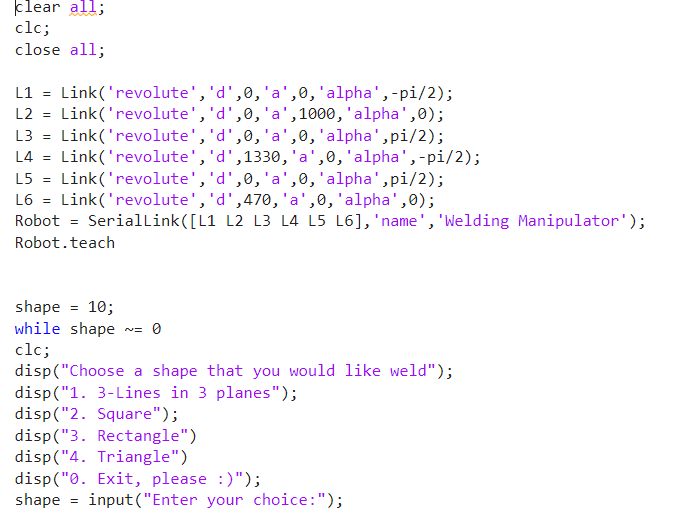 clear all;
clc;
close all;
L1 = Link('revolute','d',0,'a',0,'alpha',-pi/2);
L2 = Link('revolute','d',0,'a',1000,'alpha',0);
L3 = Link('revolute','d',0,'a',0,'alpha',pi/2);
L4 = Link('revolute','d',1330,'a',0,'alpha',-pi/2);
L5 = Link('revolute','d',0,'a',0,'alpha',pi/2);
L6 = Link('revolute','d',470,'a',0,'alpha',0);
Robot = SerialLink([L1 L2 L3 L4 L5 L6],'name','Welding Manipulator');
Robot.teach
shape = 10;
while shape ~= 0
clc;
disp("Choose a shape that you would like weld");
disp("1. 3-Lines in 3 planes");
disp("2. Square");
disp("3. Rectangle")
disp("4. Triangle")
disp("0. Exit, please :)");
shape = input("Enter your choice:");